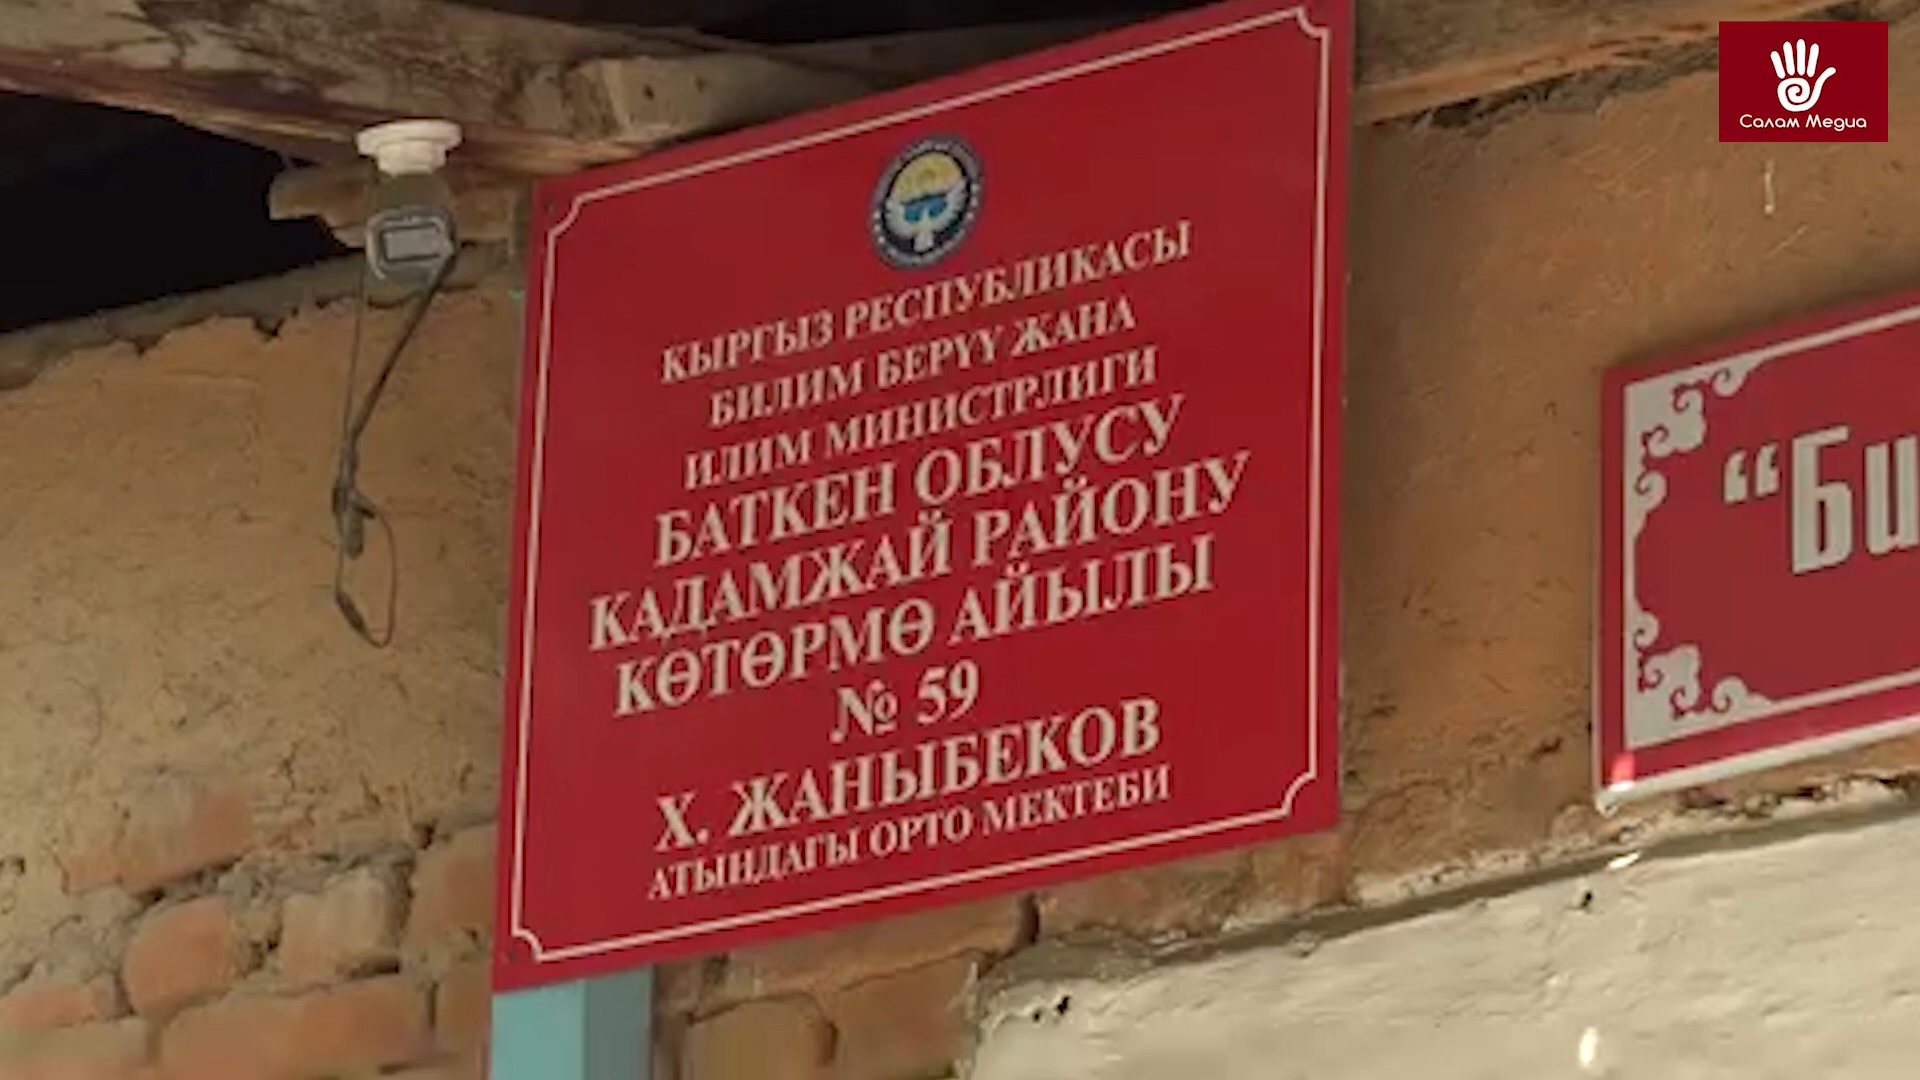 Салам Медиа
КЫРГЫЗ РЕСПУБЛИКАСЫ
БИЛИМ БЕРҮҮ ЖАНА
ИЛИМ МИНИСТРЛИГИ
БАТКЕН ОБЛУСУ
КАДАМЖАЙ РАЙОНУ
КӨТӨРМӨ АЙЫЛЫ
№ 59
Х. ЖАНЫБЕКОВ
АТЫНДАГЫ ОРТО МЕКТЕБИ